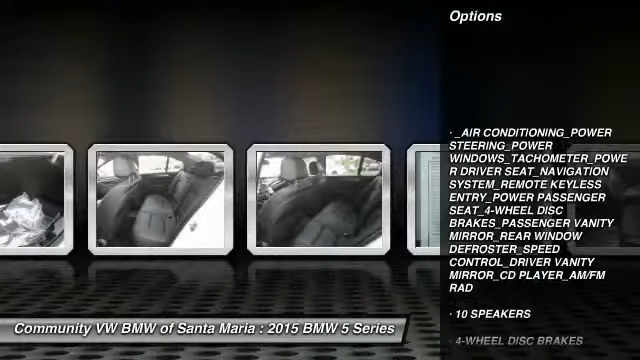 Options
· _AIR CONDITIONING_POWER
STEERING_POWER
WINDOWS_TACHOMETER_POWE
R DRIVER SEAT_NAVIGATION
SYSTEM_REMOTE KEYLESS
ENTRY_POWER PASSENGER
SEAT_4-WHEEL DISC
BRAKES_PASSENGER VANITY
MIRROR_REAR WINDOW
DEFROSTER_SPEED
CONTROL_DRIVER VANITY
MIRROR_CD PLAYER_AM/FM
RAD
· 10 SPEAKERS
· 4-WHEEL DISC BRAKES
Community VW BMW of Santa Maria : 2015 BMW 5 Series